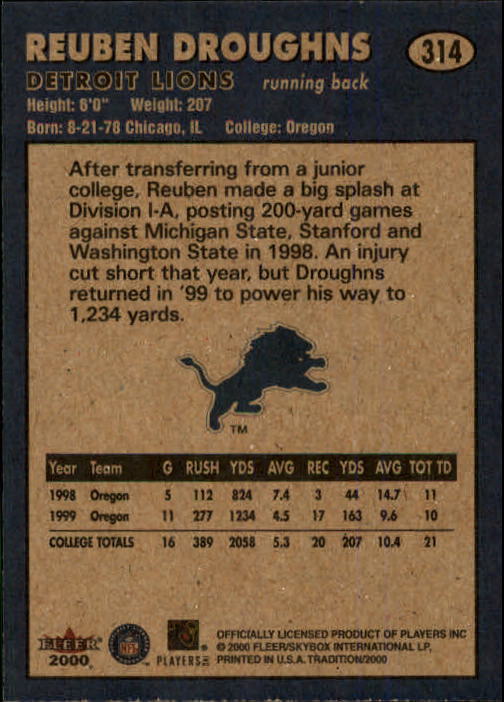 REUBEN DROUGHNS
314
DETROIT LIONS running back
Height: 6'0" Weight: 207
Born: 8-21-78 Chicago, IL College: Oregon
After transferring from a junior
college, Reuben made a big splash at
Division I-A, posting 200-yard games
against Michigan State, Stanford and
Washington State in 1998. An injury
cut short that year, but Droughns
returned in '99 to power his way to
1,234 yards.
TM
Year Team G RUSH YDS AVG REC YDS AVG TOT TD
1998 Oregon 5 112 824 7.4 3 44 14.7 11
1999 Oregon 11 277 1234 4.5 17 163 9.6 10
COLLEGE TOTALS 16 389 2058 5.3 20 207 10.4 21
FLEER
2000
NFL
PLAYERS INC
OFFICIALLY LICENSED PRODUCT OF PLAYERS INC
© 2000 FLEER/SKYBOX INTERNATIONAL LP,
PRINTED IN U.S.A. TRADITION/2000